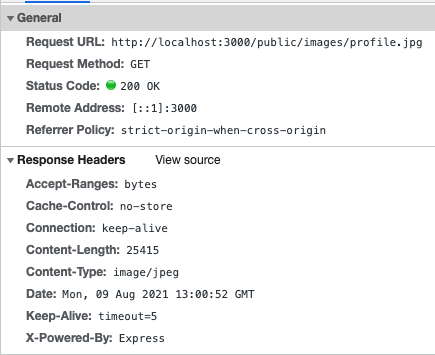 General
Request URL: http://localhost:3000/public/images/profile.jpg
Request Method: GET
Status Code: 200 OK
Remote Address: [::1]:3000
Referrer Policy: strict-origin-when-cross-origin
Response Headers View source
Accept-Ranges: bytes
Cache-Control: no-store
Connection: keep-alive
Content-Length: 25415
Content-Type: image/jpeg
Date: Mon, 09 Aug 2021 13:00:52 GMT
Keep-Alive: timeout=5
X-Powered-By: Express